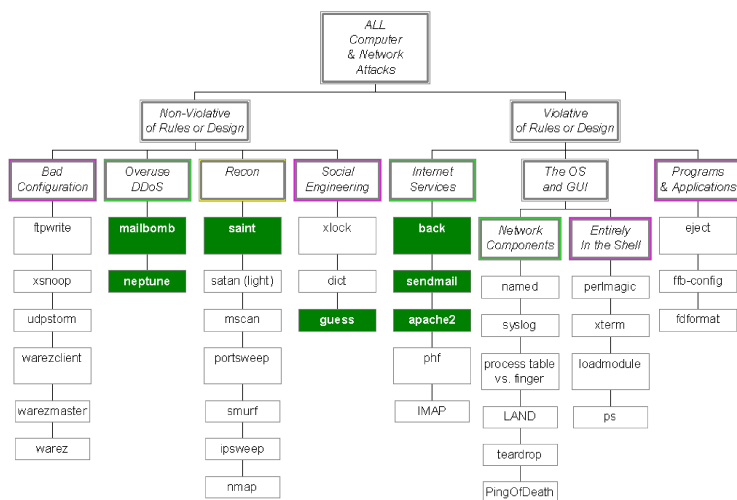 ALL
Computer
& Network
Attacks
Non-Violative
of Rules or Design
Violative
of Rules or Design
Bad
Configuration
Overuse
DDoS
Recon
Social
Engineering
Internet
Services
The OS
and GUI
Programs
& Applications
Network
Components
Entirely
In the Shell
ftpwrite
xsnoop
udpstorm
warezclient
warezmaster
warez
mailbomb
neptune
saint
satan (light)
mscan
portsweep
smurf
ipsweep
nmap
xlock
dict
guess
back
sendmail
apache2
phf
IMAP
named
syslog
process table
vs. finger
LAND
teardrop
PingOfDeath
perlmagic
xterm
loadmodule
ps
eject
ffb-config
fdformat